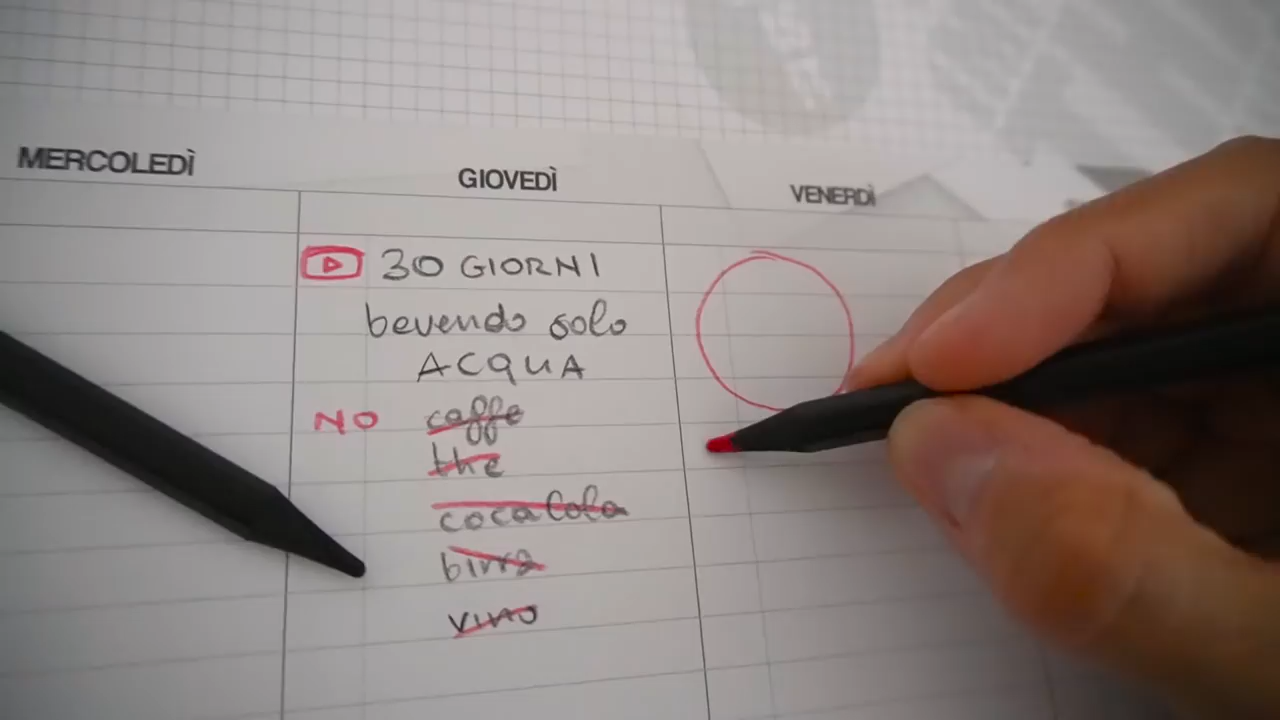 MERCOLEDÌ GIOVEDÌ VENERDÌ
30 GIORNI
bevendo solo
ACQUA
NO caffe
the
coca Cola
birra
vino